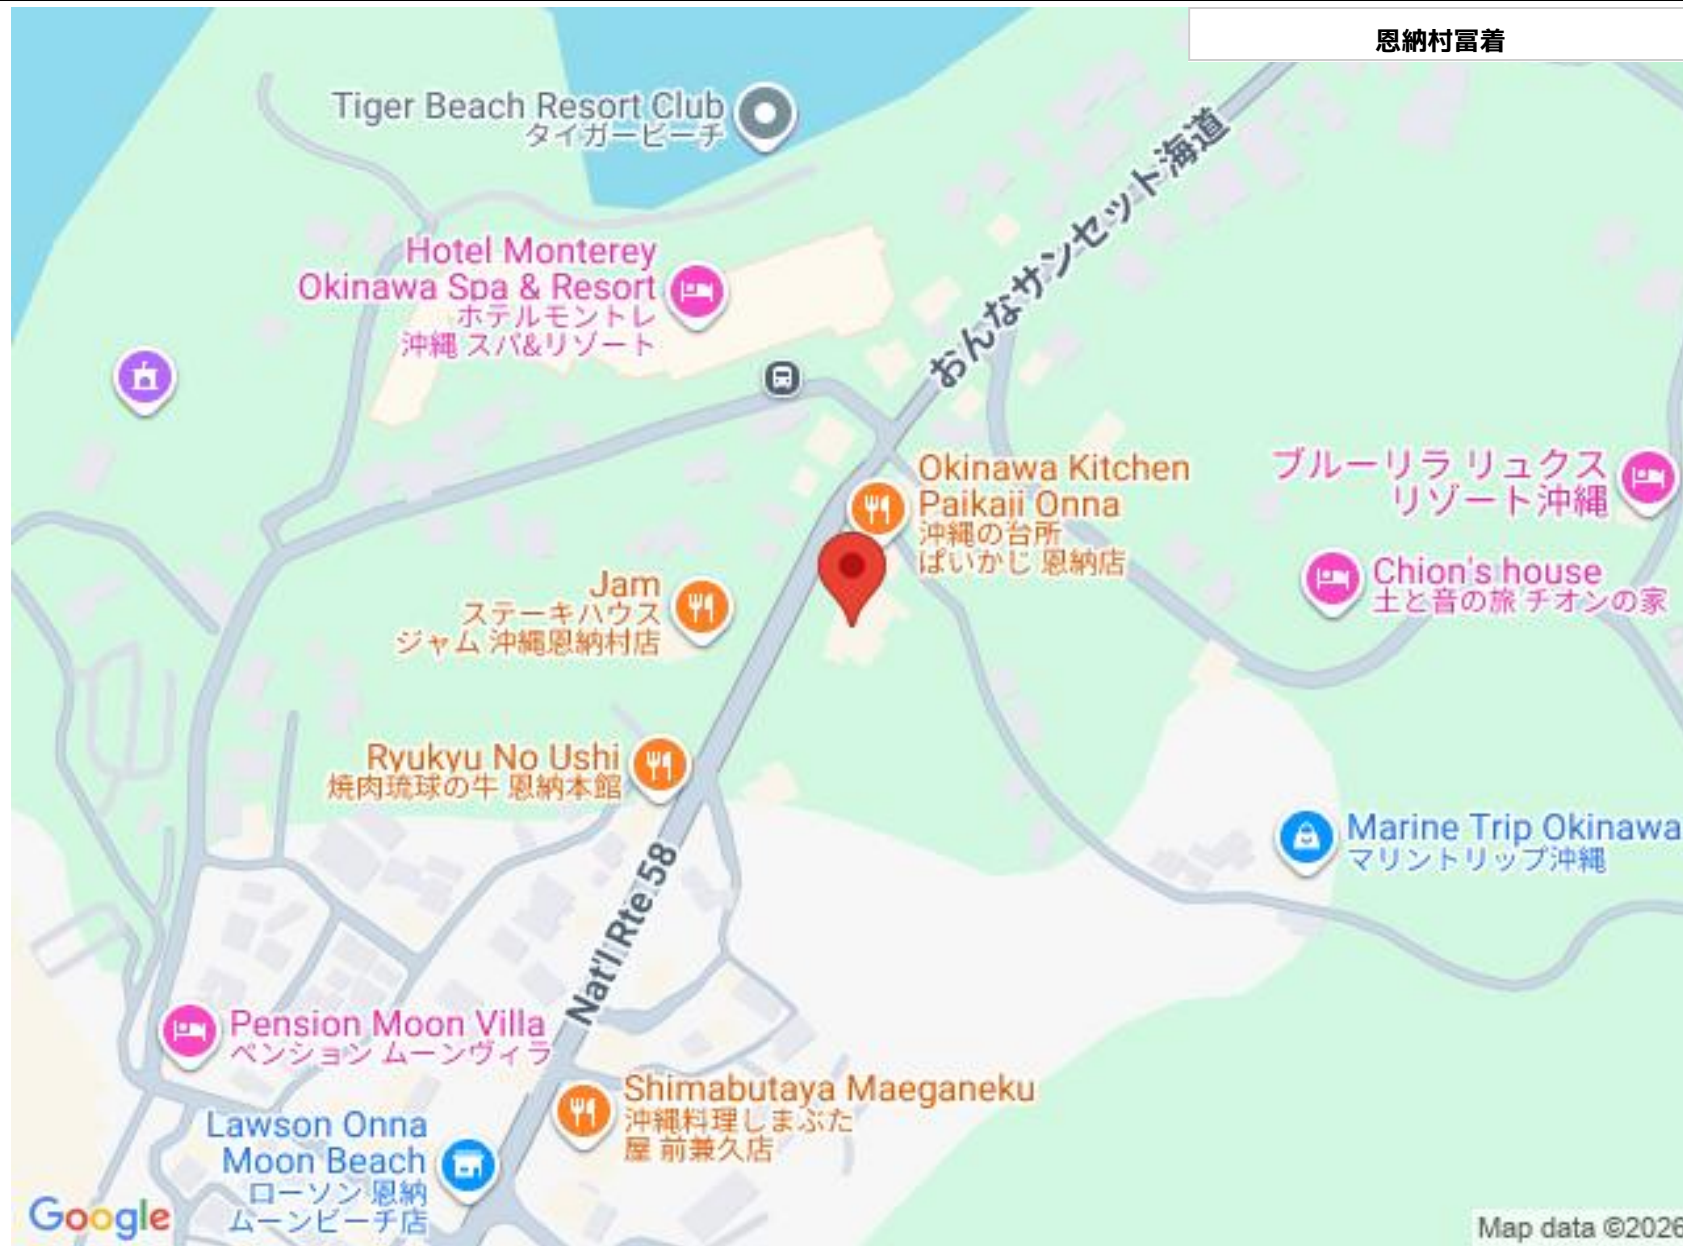 恩納村冨着
Tiger Beach Resort Club
タイガービーチ
おんなサンセット海道
Hotel Monterey
Okinawa Spa & Resort
ホテルモントレ
沖縄 スパ&リゾート
Okinawa Kitchen
Paikaji Onna
沖縄の台所
ぱいかじ 恩納店
ブルーリラ リュクス
リゾート沖縄
Chion's house
土と音の旅 チオンの家
Jam
ステーキハウス
ジャム 沖縄恩納村店
Ryukyu No Ushi
焼肉琉球の牛 恩納本館
Marine Trip Okinawa
マリントリップ沖縄
Nat'l Rte 58
Pension Moon Villa
ペンション ムーンヴィラ
Shimabutaya Maeganeku
沖縄料理しまぶた
屋 前兼久店
Lawson Onna
Moon Beach
ローソン 恩納
ムーンビーチ店
Google
Map data ©2026